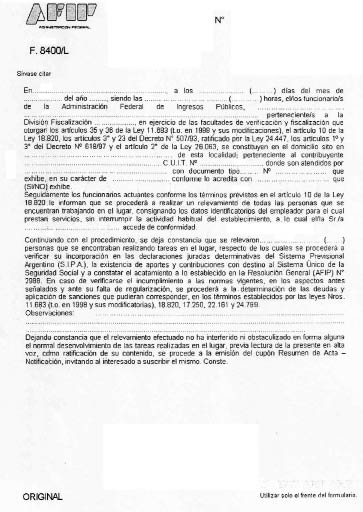 AFIP
ADMINISTRACION FEDERAL
N°
F. 8400/L
Sírvase citar
En............................................................, a los ................ (.........) días del mes de
.................. del año ........, siendo las ................................ (..............) horas, el/los funcionario/s
de la Administración Federal de Ingresos Públicos, ................................
................................................................................ perteneciente/s a la
División Fiscalización ..............., en ejercicio de las facultades de verificación y fiscalización que
otorgan los artículos 35 y 36 de la Ley 11.683 (t.o. en 1998 y sus modificaciones), el artículo 10 de la
Ley 18.820, los artículos 3° y 23 del Decreto N° 507/93, ratificado por la Ley 24.447, los artículos 1º y
3° del Decreto Nº 618/97 y el artículo 2° de la Ley 26.063, se constituyen en el domicilio sito en
.......................................................... de esta localidad; perteneciente al contribuyente
...................................................... C.U.I.T. Nº ........................, donde son atendidos por
.......................................................... con documento tipo....... Nº ..................... que
exhibe, en su carácter de ........................ conforme lo acredita con ........................ que
(SI/NO) exhibe.
Seguidamente los funcionarios actuantes conforme los términos previstos en el artículo 10 de la Ley
18.820 le informan que se procederá a realizar un relevamiento de todas las personas que se
encuentran trabajando en el lugar, consignando los datos identificatorios del empleador para el cual
prestan servicios, sin interrumpir la actividad habitual del establecimiento, a lo cual el/la Sr./a
................................ accede de conformidad.
Continuando con el procedimiento, se deja constancia que se relevaron........................ (.......)
personas que se encontraban realizando tareas en el lugar, respecto de los cuales se procederá a
verificar su incorporación en las declaraciones juradas determinativas del Sistema Previsional
Argentino (S.I.P.A.), la existencia de aportes y contribuciones con destino al Sistema Único de la
Seguridad Social y a constatar el acatamiento a lo establecido en la Resolución General (AFIP) N°
2988. En caso de verificarse el incumplimiento a las normas vigentes, en los aspectos antes
señalados y ante su falta de regularización, se procederá a la determinación de las deudas y
aplicación de sanciones que pudieran corresponder, en los términos establecidos por las leyes Nros.
11.683 (t.o. en 1998 y sus modificatorias), 18.820, 17.250, 22.161 y 24.769.
Observaciones: ................................................................................
Dejando constancia que el relevamiento efectuado no ha interferido ni obstaculizado en forma alguna
el normal desenvolvimiento de las tareas realizadas en el lugar, previa lectura de la presente en alta
voz, como ratificación de su contenido, se procede a la emisión del cupón Resumen de Acta –
Notificación, invitando al interesado a suscribir el mismo. Conste.
ORIGINAL
Utilizar solo el frente del formulario.